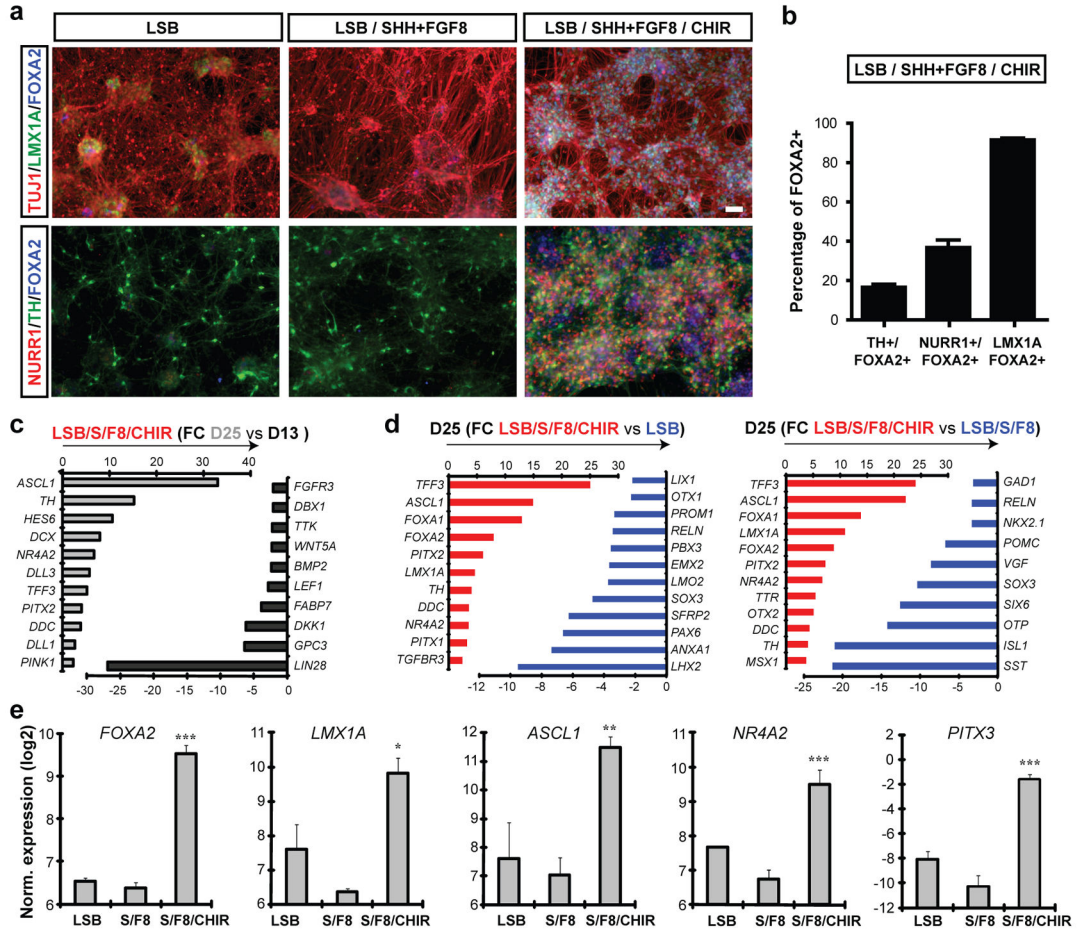 a
LSB
LSB / SHH+FGF8
LSB / SHH+FGF8 / CHIR
TUJ1/LMX1A/FOXA2
NURR1/TH/FOXA2
b
LSB / SHH+FGF8 / CHIR
Percentage of FOXA2+
100
80
60
40
20
0
TH+/
FOXA2+
NURR1+/
FOXA2+
LMX1A
FOXA2+
c
LSB/S/F8/CHIR (FC D25 vs D13 )
0 10 20 30 40
ASCL1
TH
HES6
DCX
NR4A2
DLL3
TFF3
PITX2
DDC
DLL1
PINK1
FGFR3
DBX1
TTK
WNT5A
BMP2
LEF1
FABP7
DKK1
GPC3
LIN28
-30 -25 -20 -15 -10 -5 0
d
D25 (FC LSB/S/F8/CHIR vs LSB)
0 5 10 15 20 25 30
TFF3
ASCL1
FOXA1
FOXA2
PITX2
LMX1A
TH
DDC
NR4A2
PITX1
TGFBR3
LIX1
OTX1
PROM1
RELN
PBX3
EMX2
LMO2
SOX3
SFRP2
PAX6
ANXA1
LHX2
-12 -10 -8 -6 -4 -2 0
D25 (FC LSB/S/F8/CHIR vs LSB/S/F8)
0 5 10 15 20 25 30
TFF3
ASCL1
FOXA1
LMX1A
FOXA2
PITX2
NR4A2
TTR
OTX2
DDC
TH
MSX1
GAD1
RELN
NKX2.1
POMC
VGF
SOX3
SIX6
OTP
ISL1
SST
-25 -20 -15 -10 -5 0
e
Norm. expression (log2)
FOXA2
***
10
9
8
7
6
LSB S/F8 S/F8/CHIR
LMX1A
*
11
10
9
8
7
6
LSB S/F8 S/F8/CHIR
ASCL1
**
12
11
10
9
8
7
6
LSB S/F8 S/F8/CHIR
NR4A2
***
11
10
9
8
7
6
LSB S/F8 S/F8/CHIR
PITX3
***
2
0
-2
-4
-6
-8
-10
-12
LSB S/F8 S/F8/CHIR